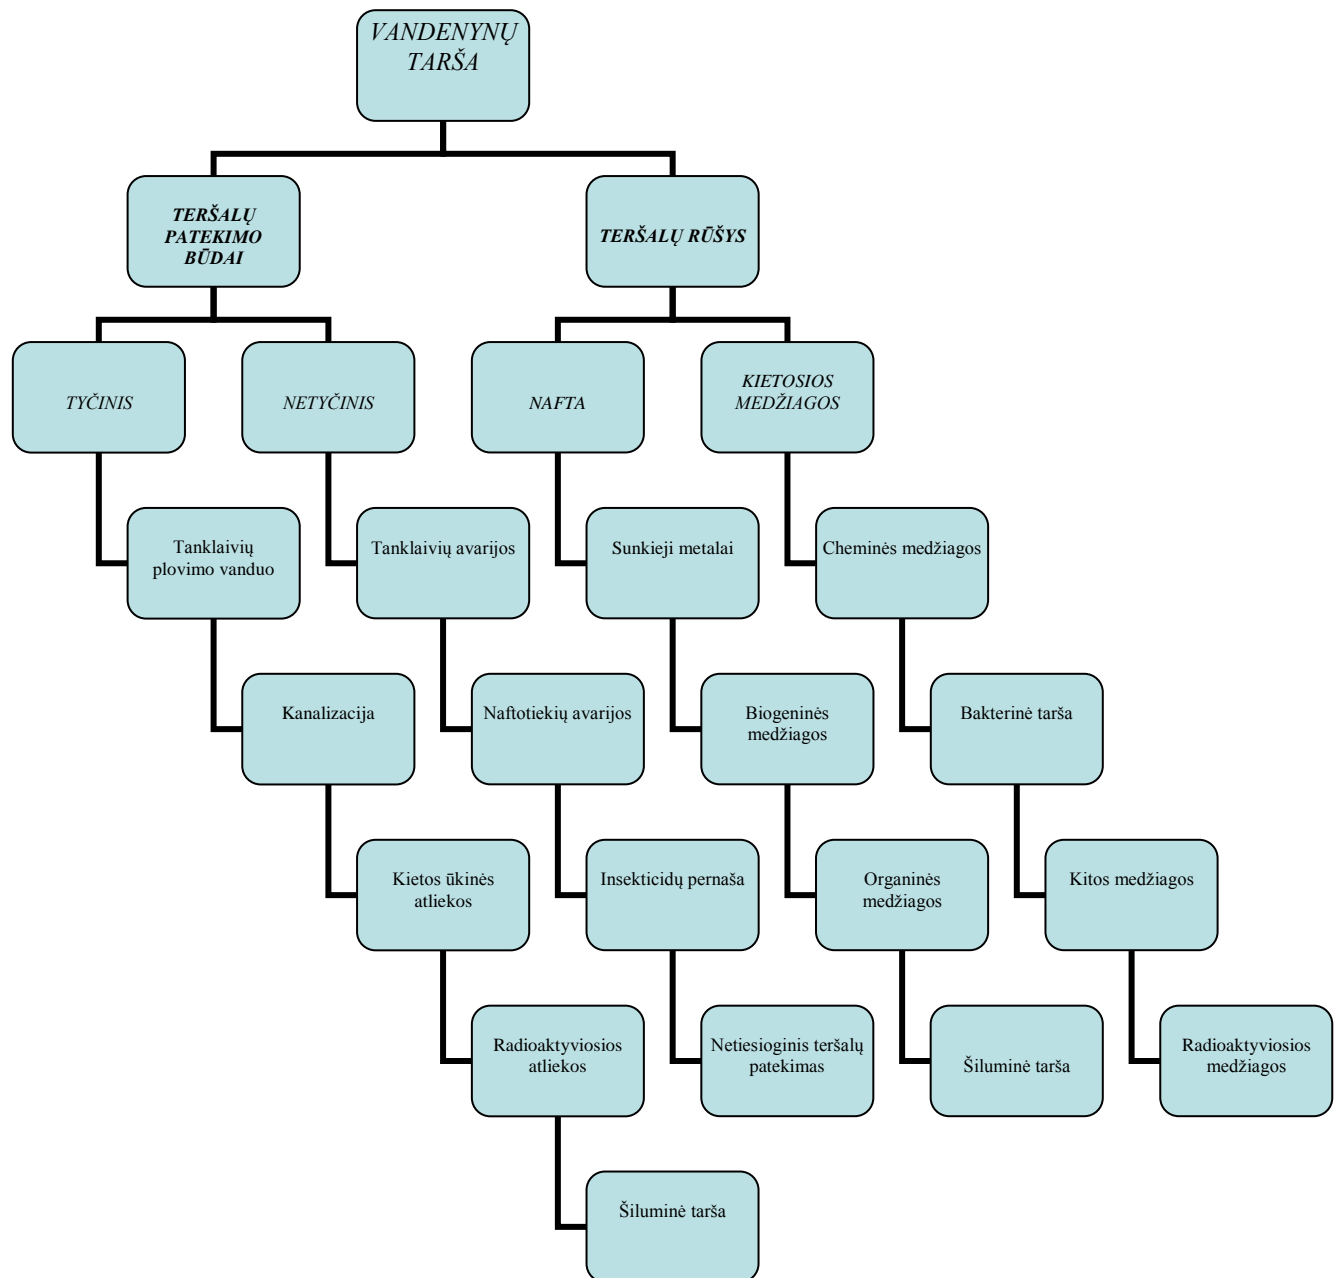 VANDENYNŲ
TARŠA
TERŠALŲ
PATEKIMO
BŪDAI
TERŠALŲ RŪŠYS
TYČINIS
NETYČINIS
NAFTA
KIETOSIOS
MEDŽIAGOS
Tanklaivių
plovimo vanduo
Tanklaivių avarijos
Sunkieji metalai
Cheminės medžiagos
Kanalizacija
Naftotiekių avarijos
Biogeninės
medžiagos
Bakterinė tarša
Kietos ūkinės
atliekos
Insekticidų pernaša
Organinės
medžiagos
Kitos medžiagos
Radioaktyviosios
atliekos
Netiesioginis teršalų
patekimas
Šiluminė tarša
Radioaktyviosios
medžiagos
Šiluminė tarša